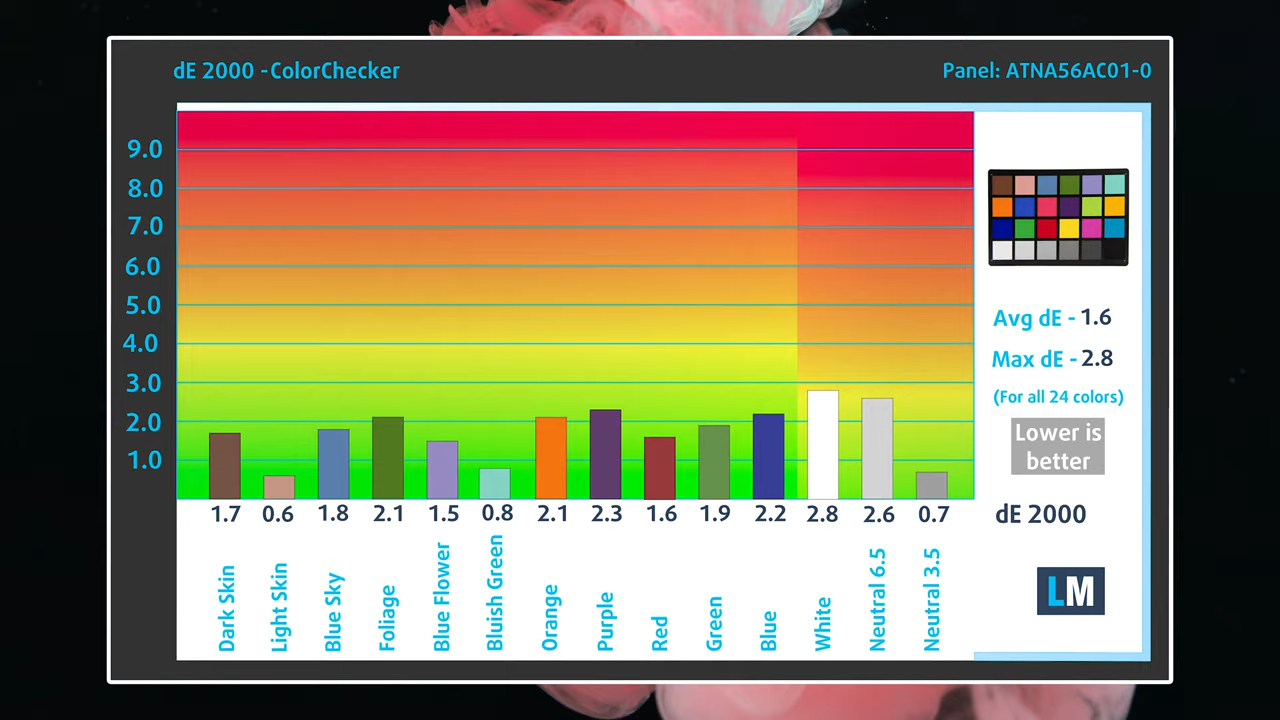 dE 2000 -ColorChecker
Panel: ATNA56AC01-0
9.0
8.0
7.0
6.0
5.0
4.0
3.0
2.0
1.0
Avg dE - 1.6
Max dE - 2.8
(For all 24 colors)
Lower is
better
1.7 0.6 1.8 2.1 1.5 0.8 2.1 2.3 1.6 1.9 2.2 2.8 2.6 0.7 dE 2000
Dark Skin
Light Skin
Blue Sky
Foliage
Blue Flower
Bluish Green
Orange
Purple
Red
Green
Blue
White
Neutral 6.5
Neutral 3.5
LM